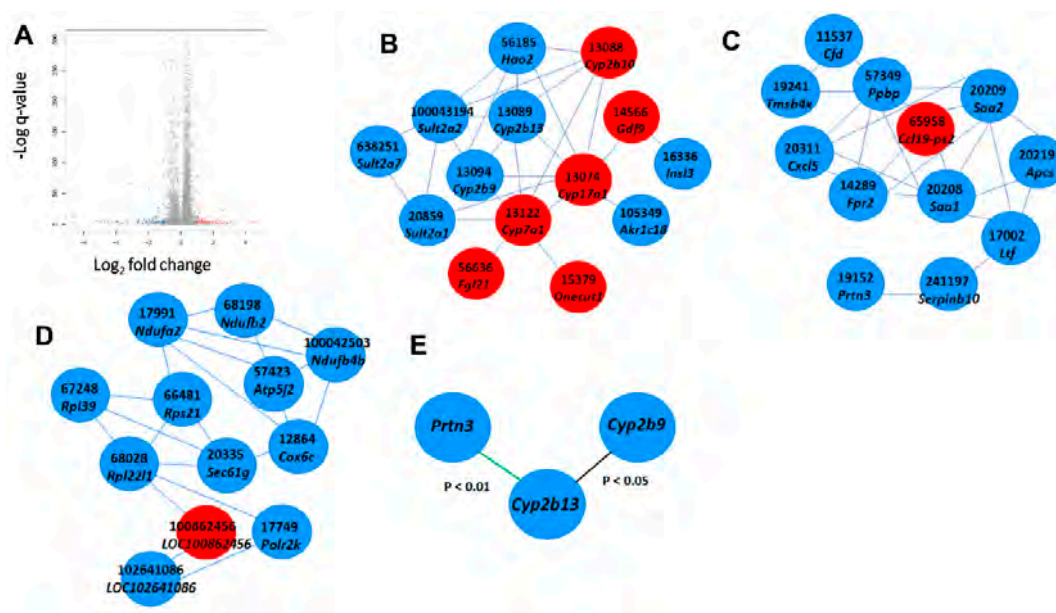 A
-Log q-value
Log2 fold change
B
56185
Hao2
13088
Cyp2b10
100043194
Sult2a2
13089
Cyp2b13
14566
Gdf9
638251
Sult2a7
13094
Cyp2b9
13074
Cyp17a1
16336
Insl3
20859
Sult2a1
13122
Cyp7a1
105349
Akr1c18
56636
Fgf21
15379
Onecut1
C
11537
Cfd
19241
Tmsb4x
57349
Ppbp
20209
Saa2
65956
Ccl19-ps2
20311
Cxcl5
20219
Apcs
14289
Fpr2
20208
Saa1
17002
Ltf
19152
Prtn3
241197
Serpinb10
D
17991
Ndufa2
68198
Ndufb2
100042503
Ndufb4b
57423
Atp5j2
67248
Rpl39
66481
Rps21
12864
Cox6c
68028
Rpl22l1
20335
Sec61g
100862456
LOC100862456
17749
Polr2k
102641086
LOC102641086
E
Prtn3
Cyp2b9
P < 0.01
P < 0.05
Cyp2b13